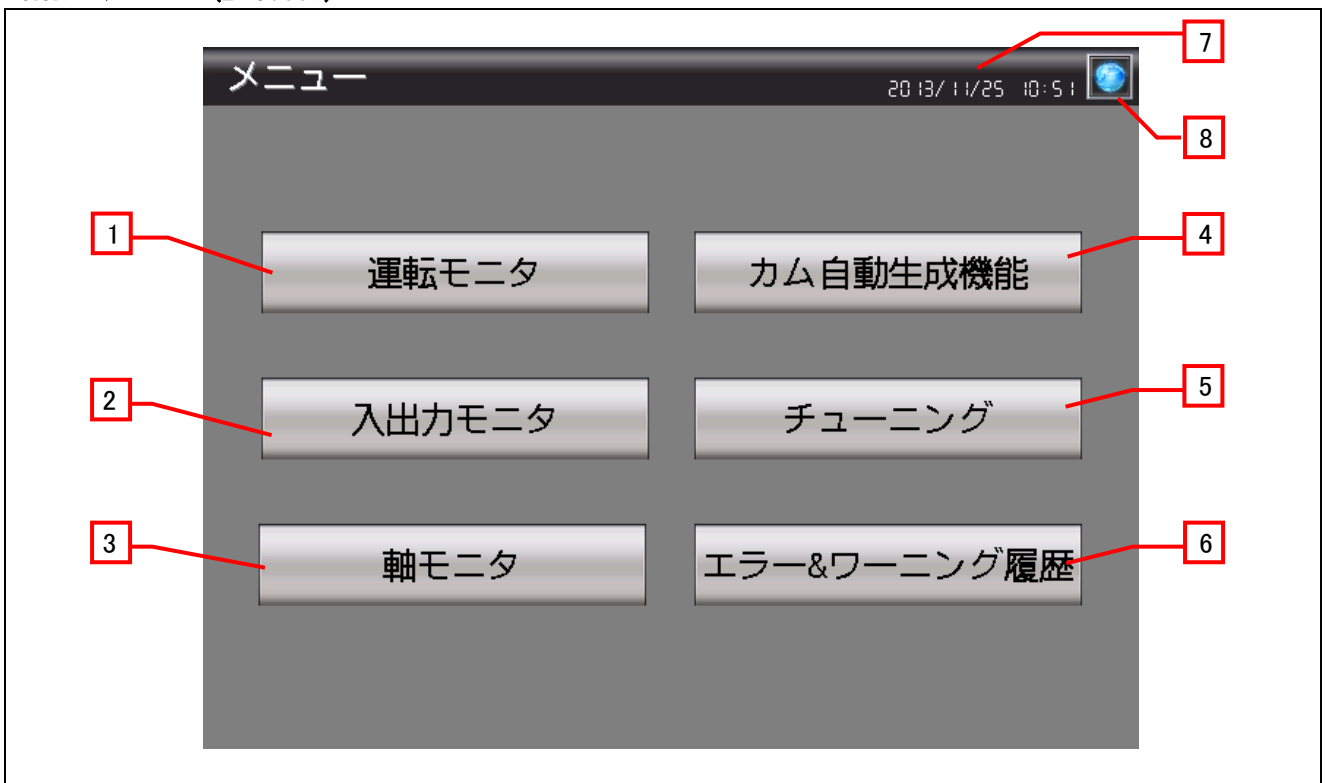 7
メニュー
2013/11/25 10:51
8
1
運転モニタ
カム自動生成機能
4
2
入出力モニタ
チューニング
5
3
軸モニタ
エラー&ワーニング履歴
6